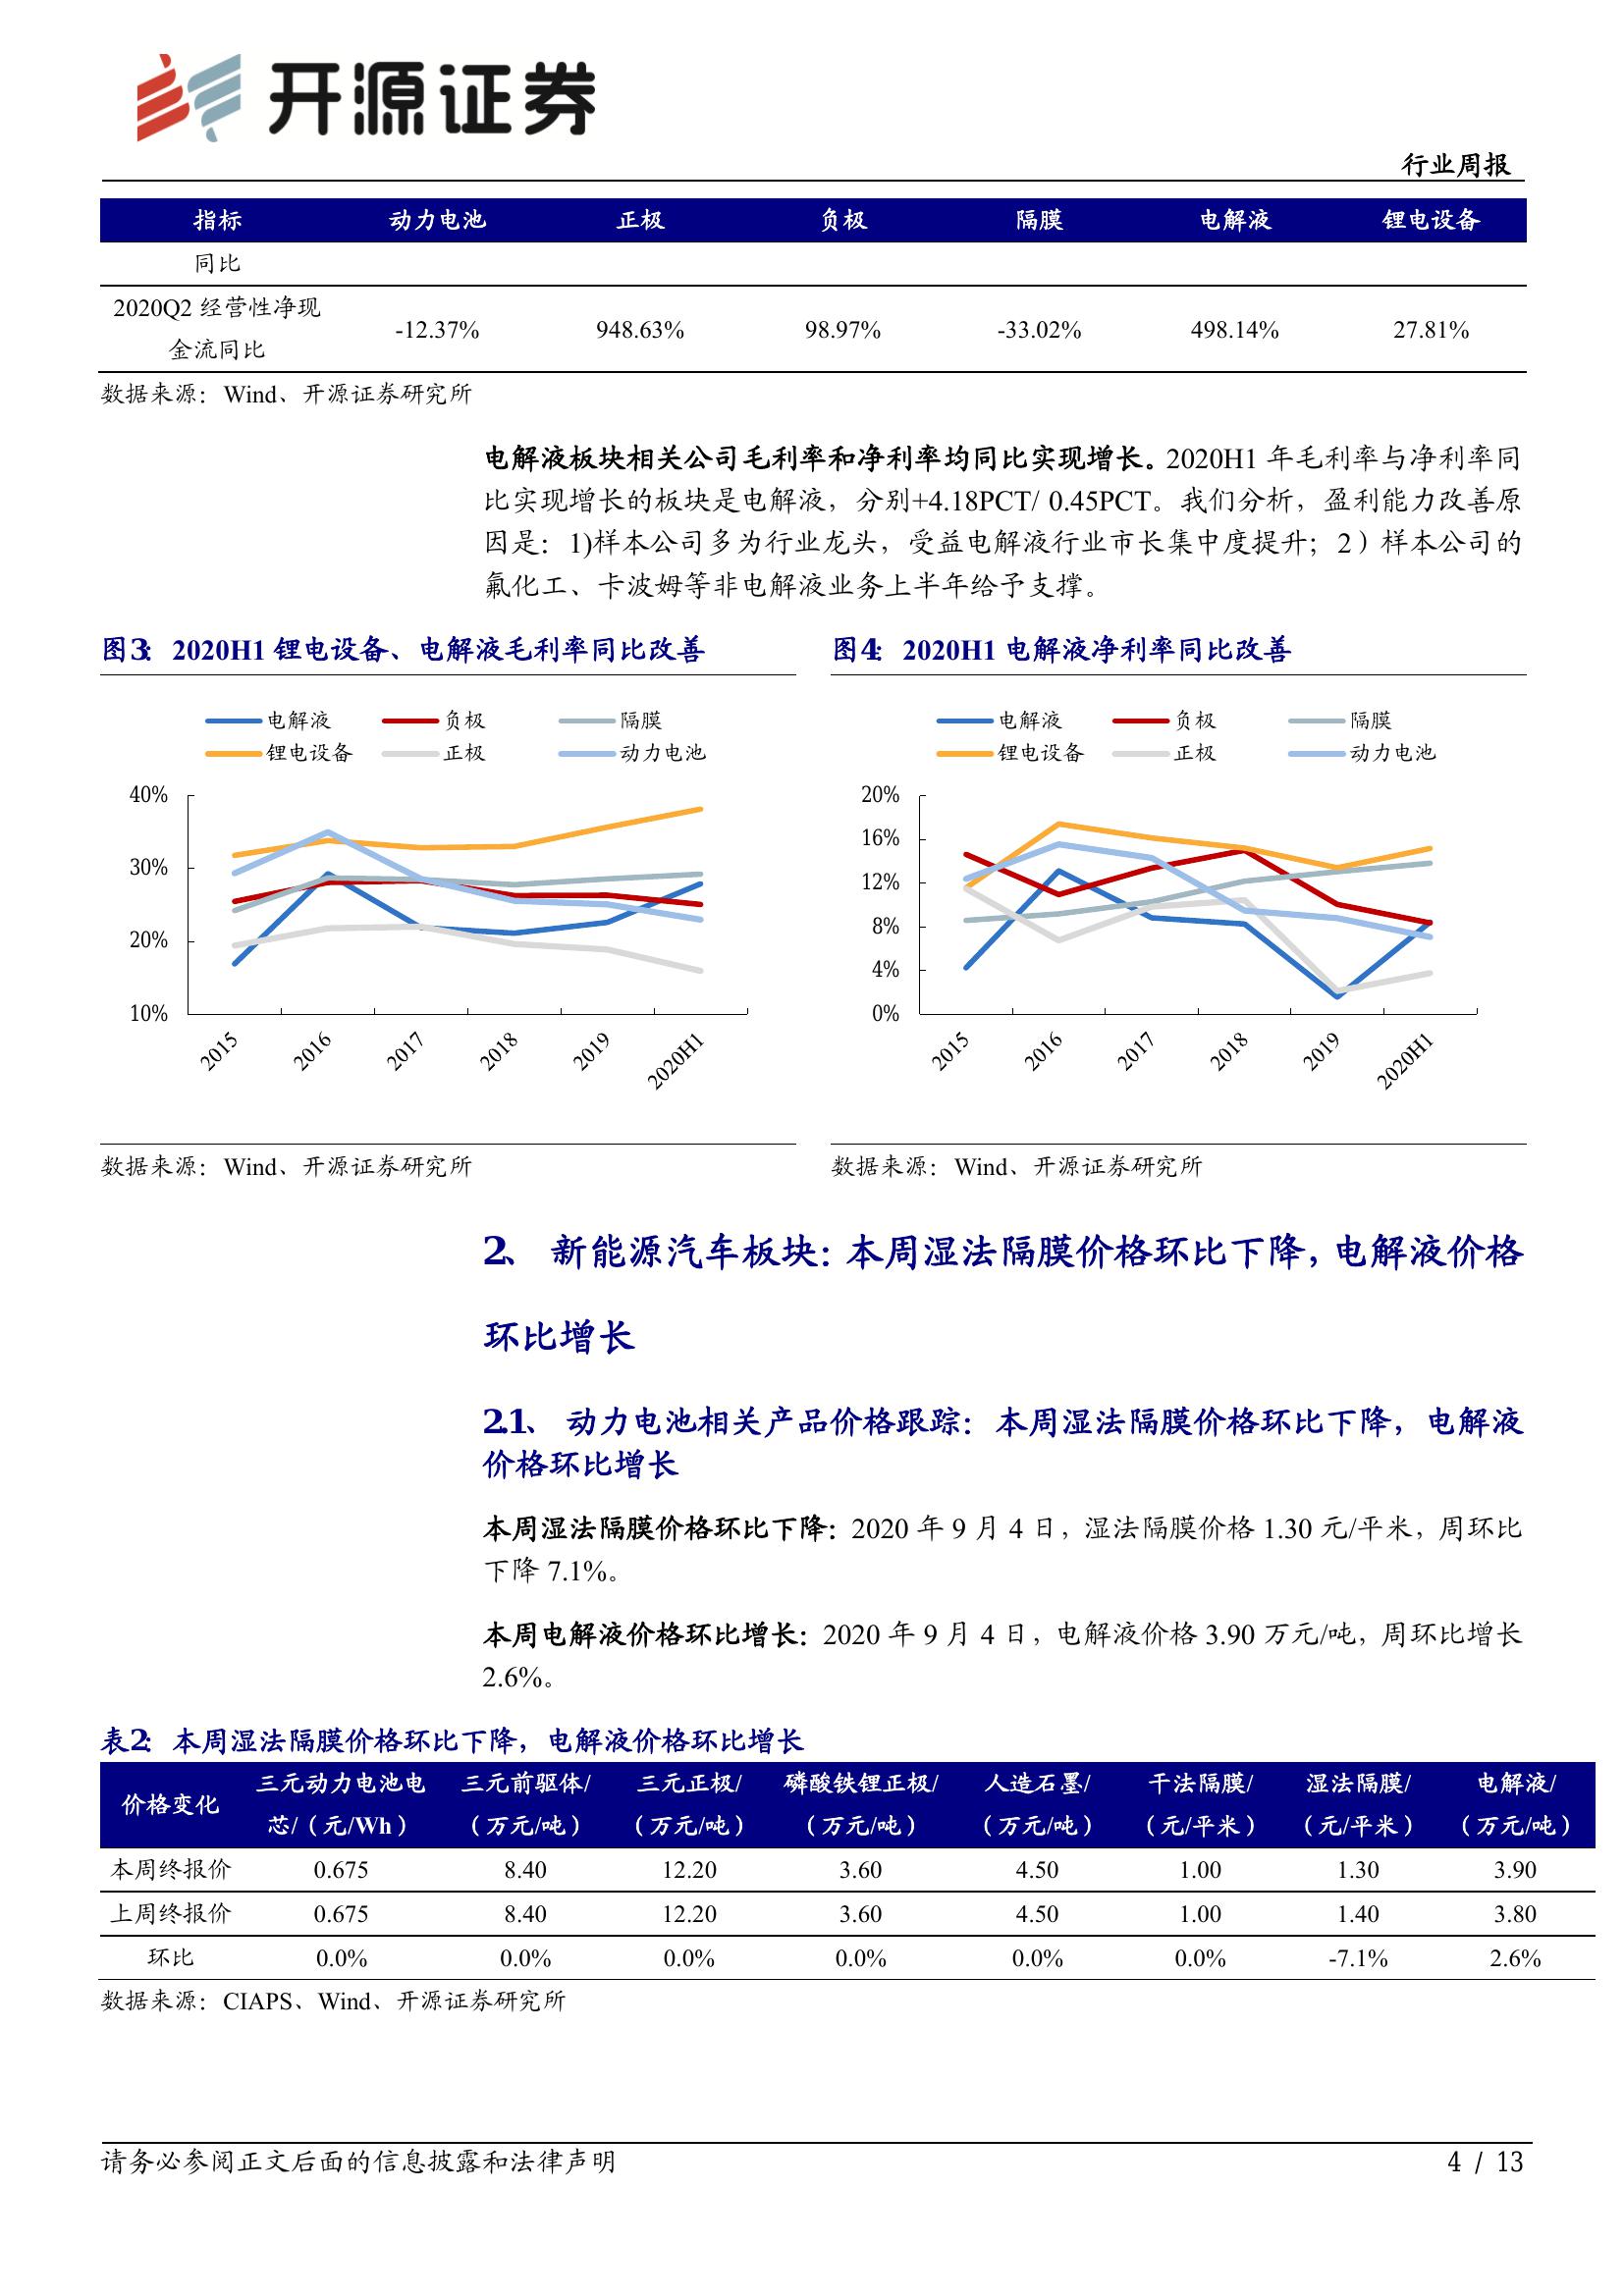 开源证券
行业周报
指标 动力电池 正极 负极 隔膜 电解液 锂电设备
同比
2020Q2 经营性净现
金流同比 -12.37% 948.63% 98.97% -33.02% 498.14% 27.81%
数据来源：Wind、开源证券研究所
电解液板块相关公司毛利率和净利率均同比实现增长。2020H1 年毛利率与净利率同
比实现增长的板块是电解液，分别+4.18PCT/ 0.45PCT。我们分析，盈利能力改善原
因是：1)样本公司多为行业龙头，受益电解液行业市长集中度提升；2）样本公司的
氟化工、卡波姆等非电解液业务上半年给予支撑。
图3：2020H1 锂电设备、电解液毛利率同比改善
电解液 负极 隔膜
锂电设备 正极 动力电池
40%
30%
20%
10%
2015 2016 2017 2018 2019 2020H1
数据来源：Wind、开源证券研究所
图4：2020H1 电解液净利率同比改善
电解液 负极 隔膜
锂电设备 正极 动力电池
20%
16%
12%
8%
4%
0%
2015 2016 2017 2018 2019 2020H1
数据来源：Wind、开源证券研究所
2、 新能源汽车板块：本周湿法隔膜价格环比下降，电解液价格
环比增长
2.1、 动力电池相关产品价格跟踪：本周湿法隔膜价格环比下降，电解液
价格环比增长
本周湿法隔膜价格环比下降：2020 年 9 月 4 日，湿法隔膜价格 1.30 元/平米，周环比
下降 7.1%。
本周电解液价格环比增长：2020 年 9 月 4 日，电解液价格 3.90 万元/吨，周环比增长
2.6%。
表2：本周湿法隔膜价格环比下降，电解液价格环比增长
价格变化 三元动力电池电 三元前驱体/ 三元正极/ 磷酸铁锂正极/ 人造石墨/ 干法隔膜/ 湿法隔膜/ 电解液/
芯/（元/Wh） （万元/吨） （万元/吨） （万元/吨） （万元/吨） （元/平米） （元/平米） （万元/吨）
本周终报价 0.675 8.40 12.20 3.60 4.50 1.00 1.30 3.90
上周终报价 0.675 8.40 12.20 3.60 4.50 1.00 1.40 3.80
环比 0.0% 0.0% 0.0% 0.0% 0.0% 0.0% -7.1% 2.6%
数据来源：CIAPS、Wind、开源证券研究所
请务必参阅正文后面的信息披露和法律声明
4 / 13